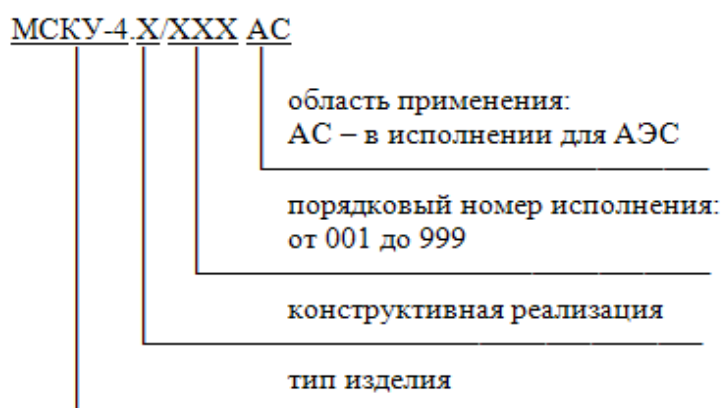 МСКУ-4.Х/ХХХ АС
область применения:
АС – в исполнении для АЭС
порядковый номер исполнения:
от 001 до 999
конструктивная реализация
тип изделия